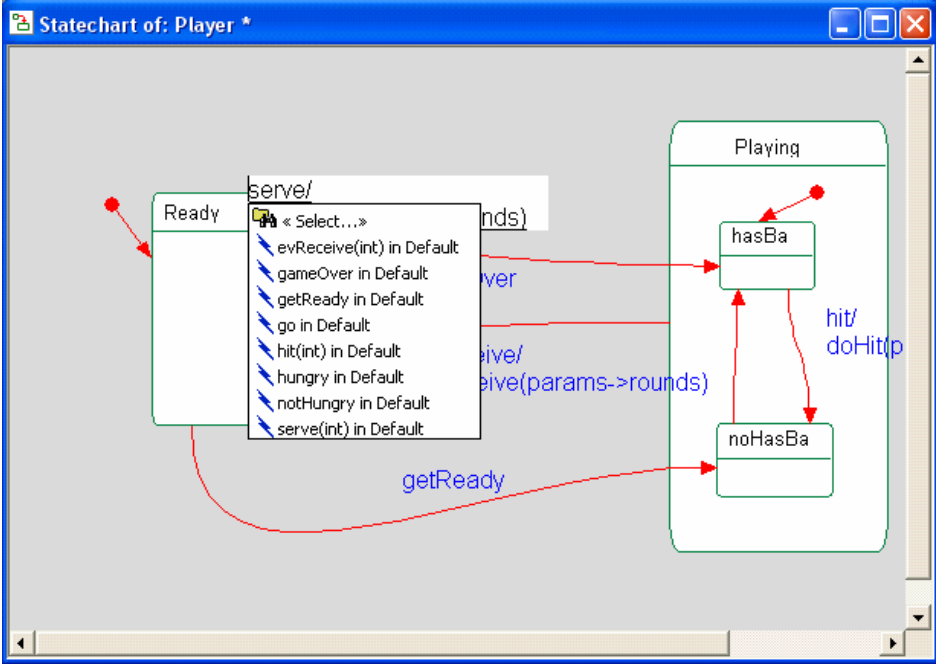 Statechart of: Player *
Playing
serve/
Ready
nds)
« Select...»
evReceive(int) in Default
gameOver in Default
getReady in Default
go in Default
hit(int) in Default
hungry in Default
notHungry in Default
serve(int) in Default
hasBa
ver
hit/
doHit(p
ive/
eive(params->rounds)
noHasBa
getReady